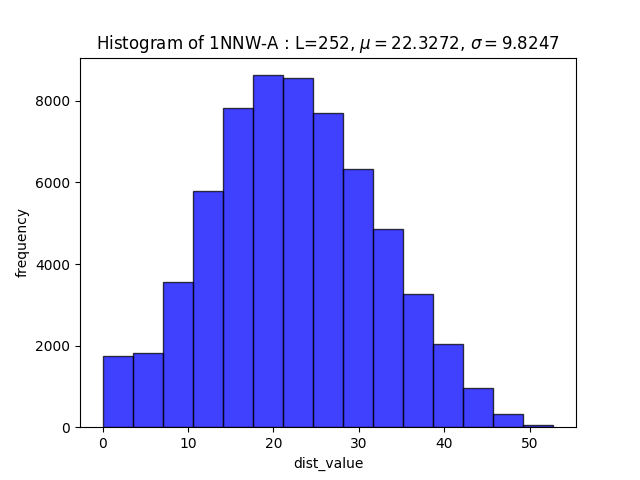 Histogram of 1NNW-A : L=252, μ = 22.3272, σ = 9.8247
8000
6000
4000
2000
0
frequency
0 10 20 30 40 50
dist_value